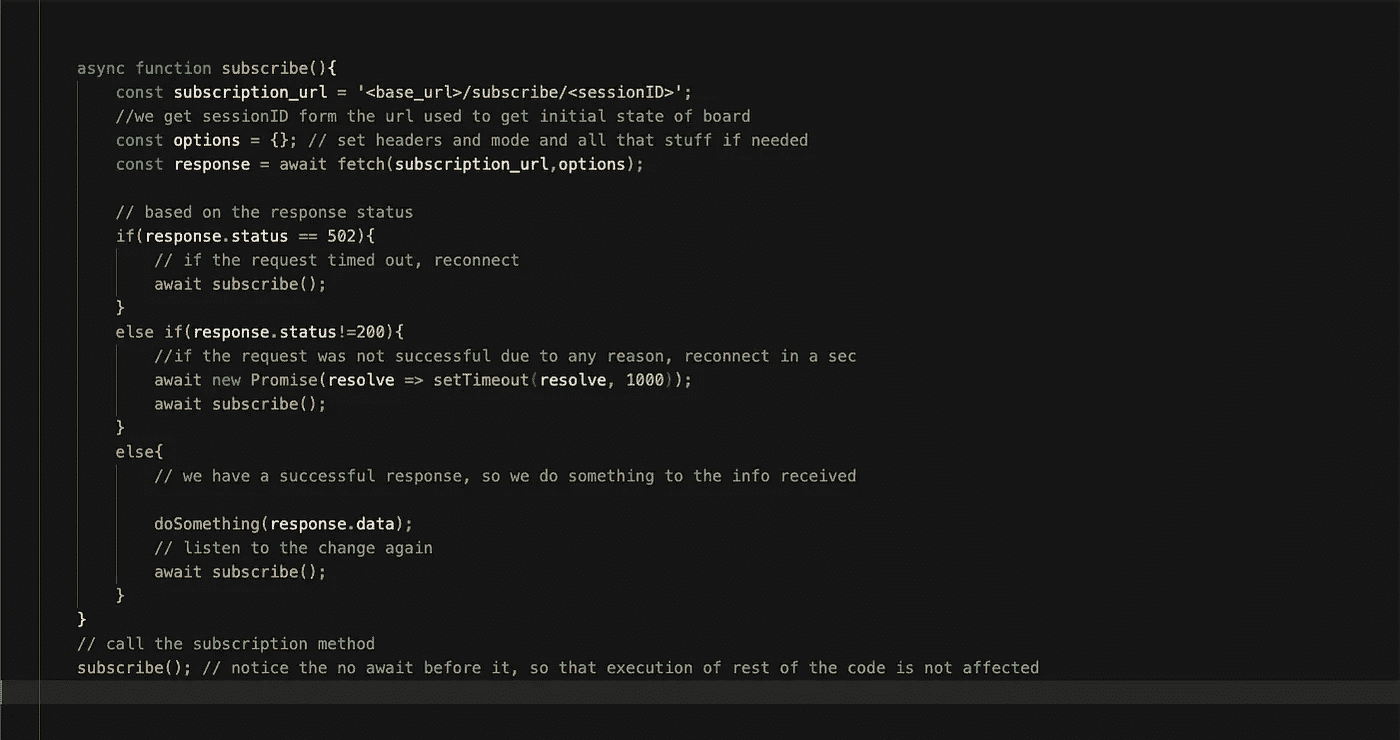 async function subscribe(){
    const subscription_url = '<base_url>/subscribe/<sessionID>';
    //we get sessionID form the url used to get initial state of board
    const options = {}; // set headers and mode and all that stuff if needed
    const response = await fetch(subscription_url,options);

    // based on the response status
    if(response.status == 502){
        // if the request timed out, reconnect
        await subscribe();
    }
    else if(response.status!=200){
        //if the request was not successful due to any reason, reconnect in a sec
        await new Promise(resolve => setTimeout(resolve, 1000));
        await subscribe();
    }
    else{
        // we have a successful response, so we do something to the info received

        doSomething(response.data);
        // listen to the change again
        await subscribe();
    }
}
// call the subscription method
subscribe(); // notice the no await before it, so that execution of rest of the code is not affected